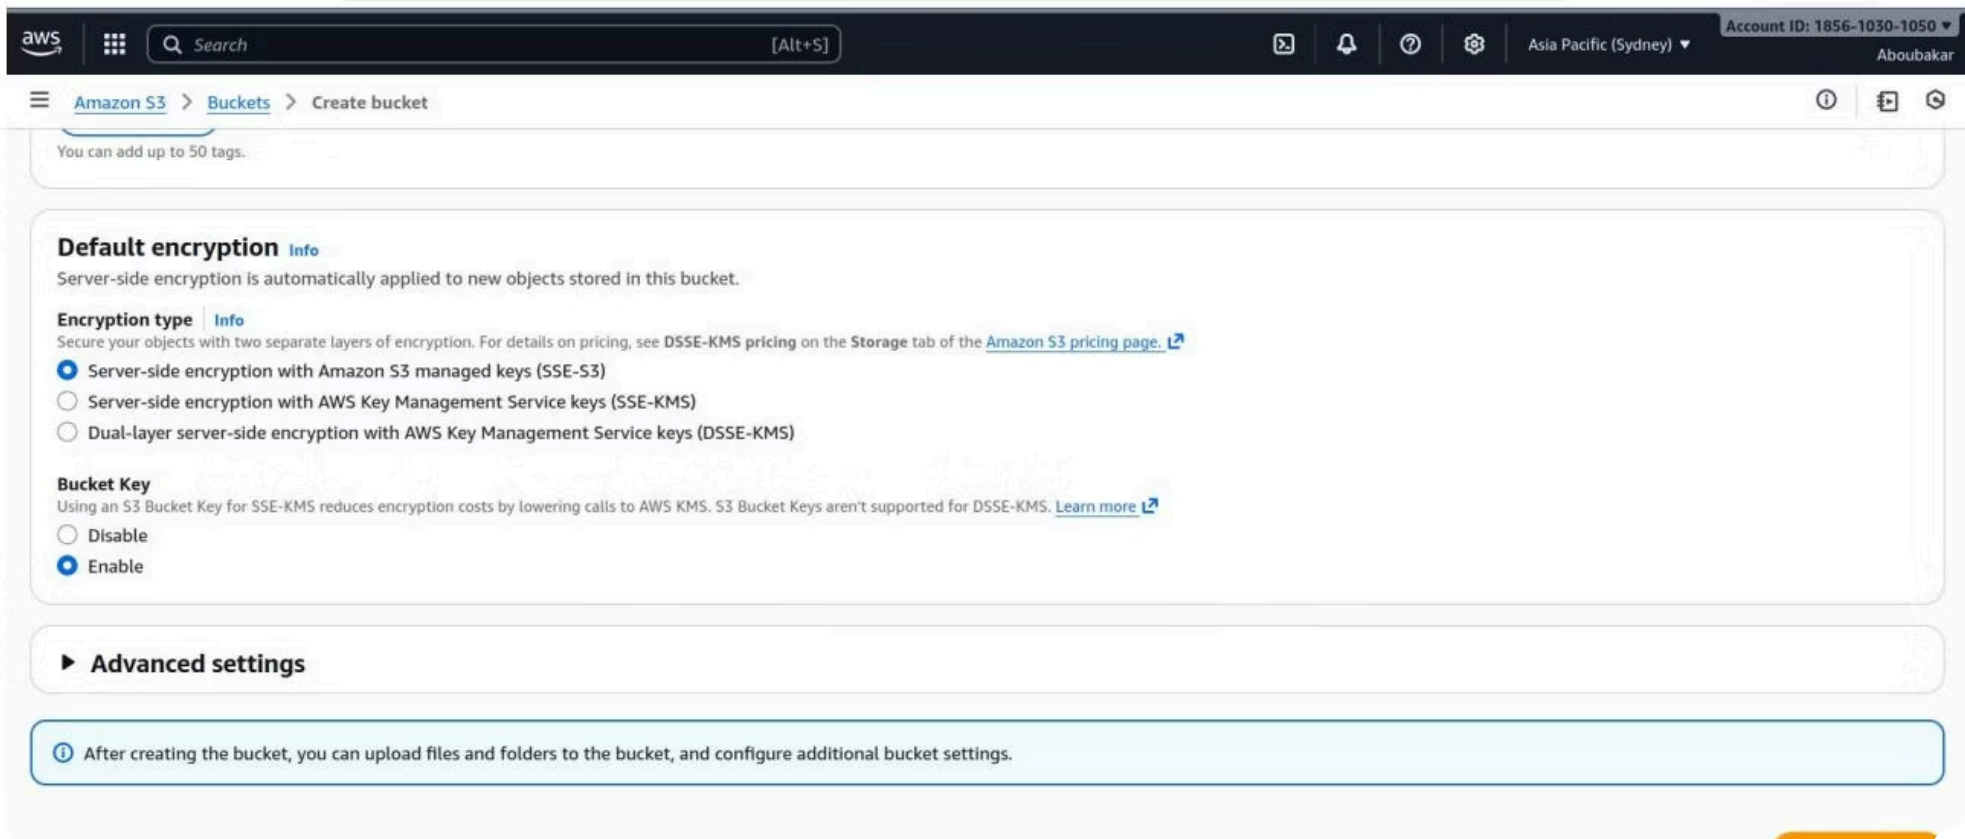 aws
Search [Alt+S]
Asia Pacific (Sydney) ▼
Account ID: 1856-1030-1050 ▼
Aboubakar
Amazon S3 > Buckets > Create bucket
You can add up to 50 tags.
Default encryption Info
Server-side encryption is automatically applied to new objects stored in this bucket.
Encryption type Info
Secure your objects with two separate layers of encryption. For details on pricing, see DSSE-KMS pricing on the Storage tab of the Amazon S3 pricing page.
Server-side encryption with Amazon S3 managed keys (SSE-S3)
Server-side encryption with AWS Key Management Service keys (SSE-KMS)
Dual-layer server-side encryption with AWS Key Management Service keys (DSSE-KMS)
Bucket Key
Using an S3 Bucket Key for SSE-KMS reduces encryption costs by lowering calls to AWS KMS. S3 Bucket Keys aren't supported for DSSE-KMS. Learn more
Disable
Enable
Advanced settings
After creating the bucket, you can upload files and folders to the bucket, and configure additional bucket settings.